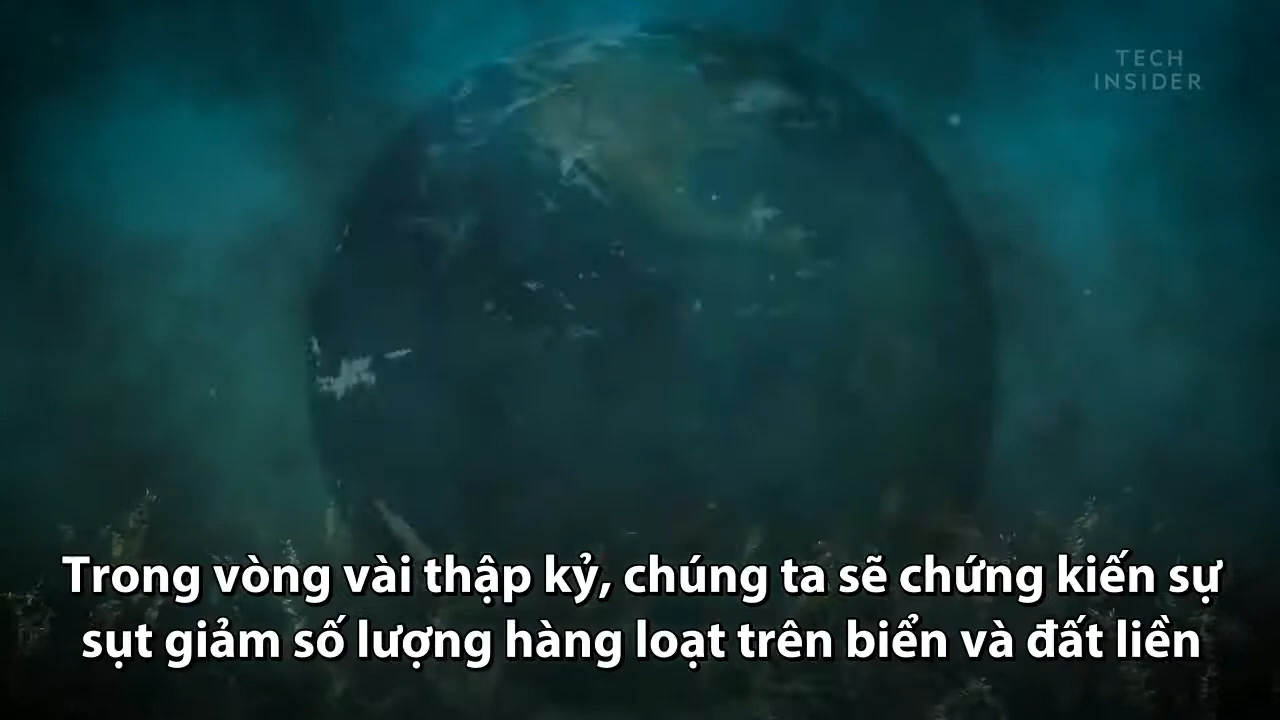 TECH
INSIDER
Trong vòng vài thập kỷ, chúng ta sẽ chứng kiến sự
sụt giảm số lượng hàng loạt trên biển và đất liền